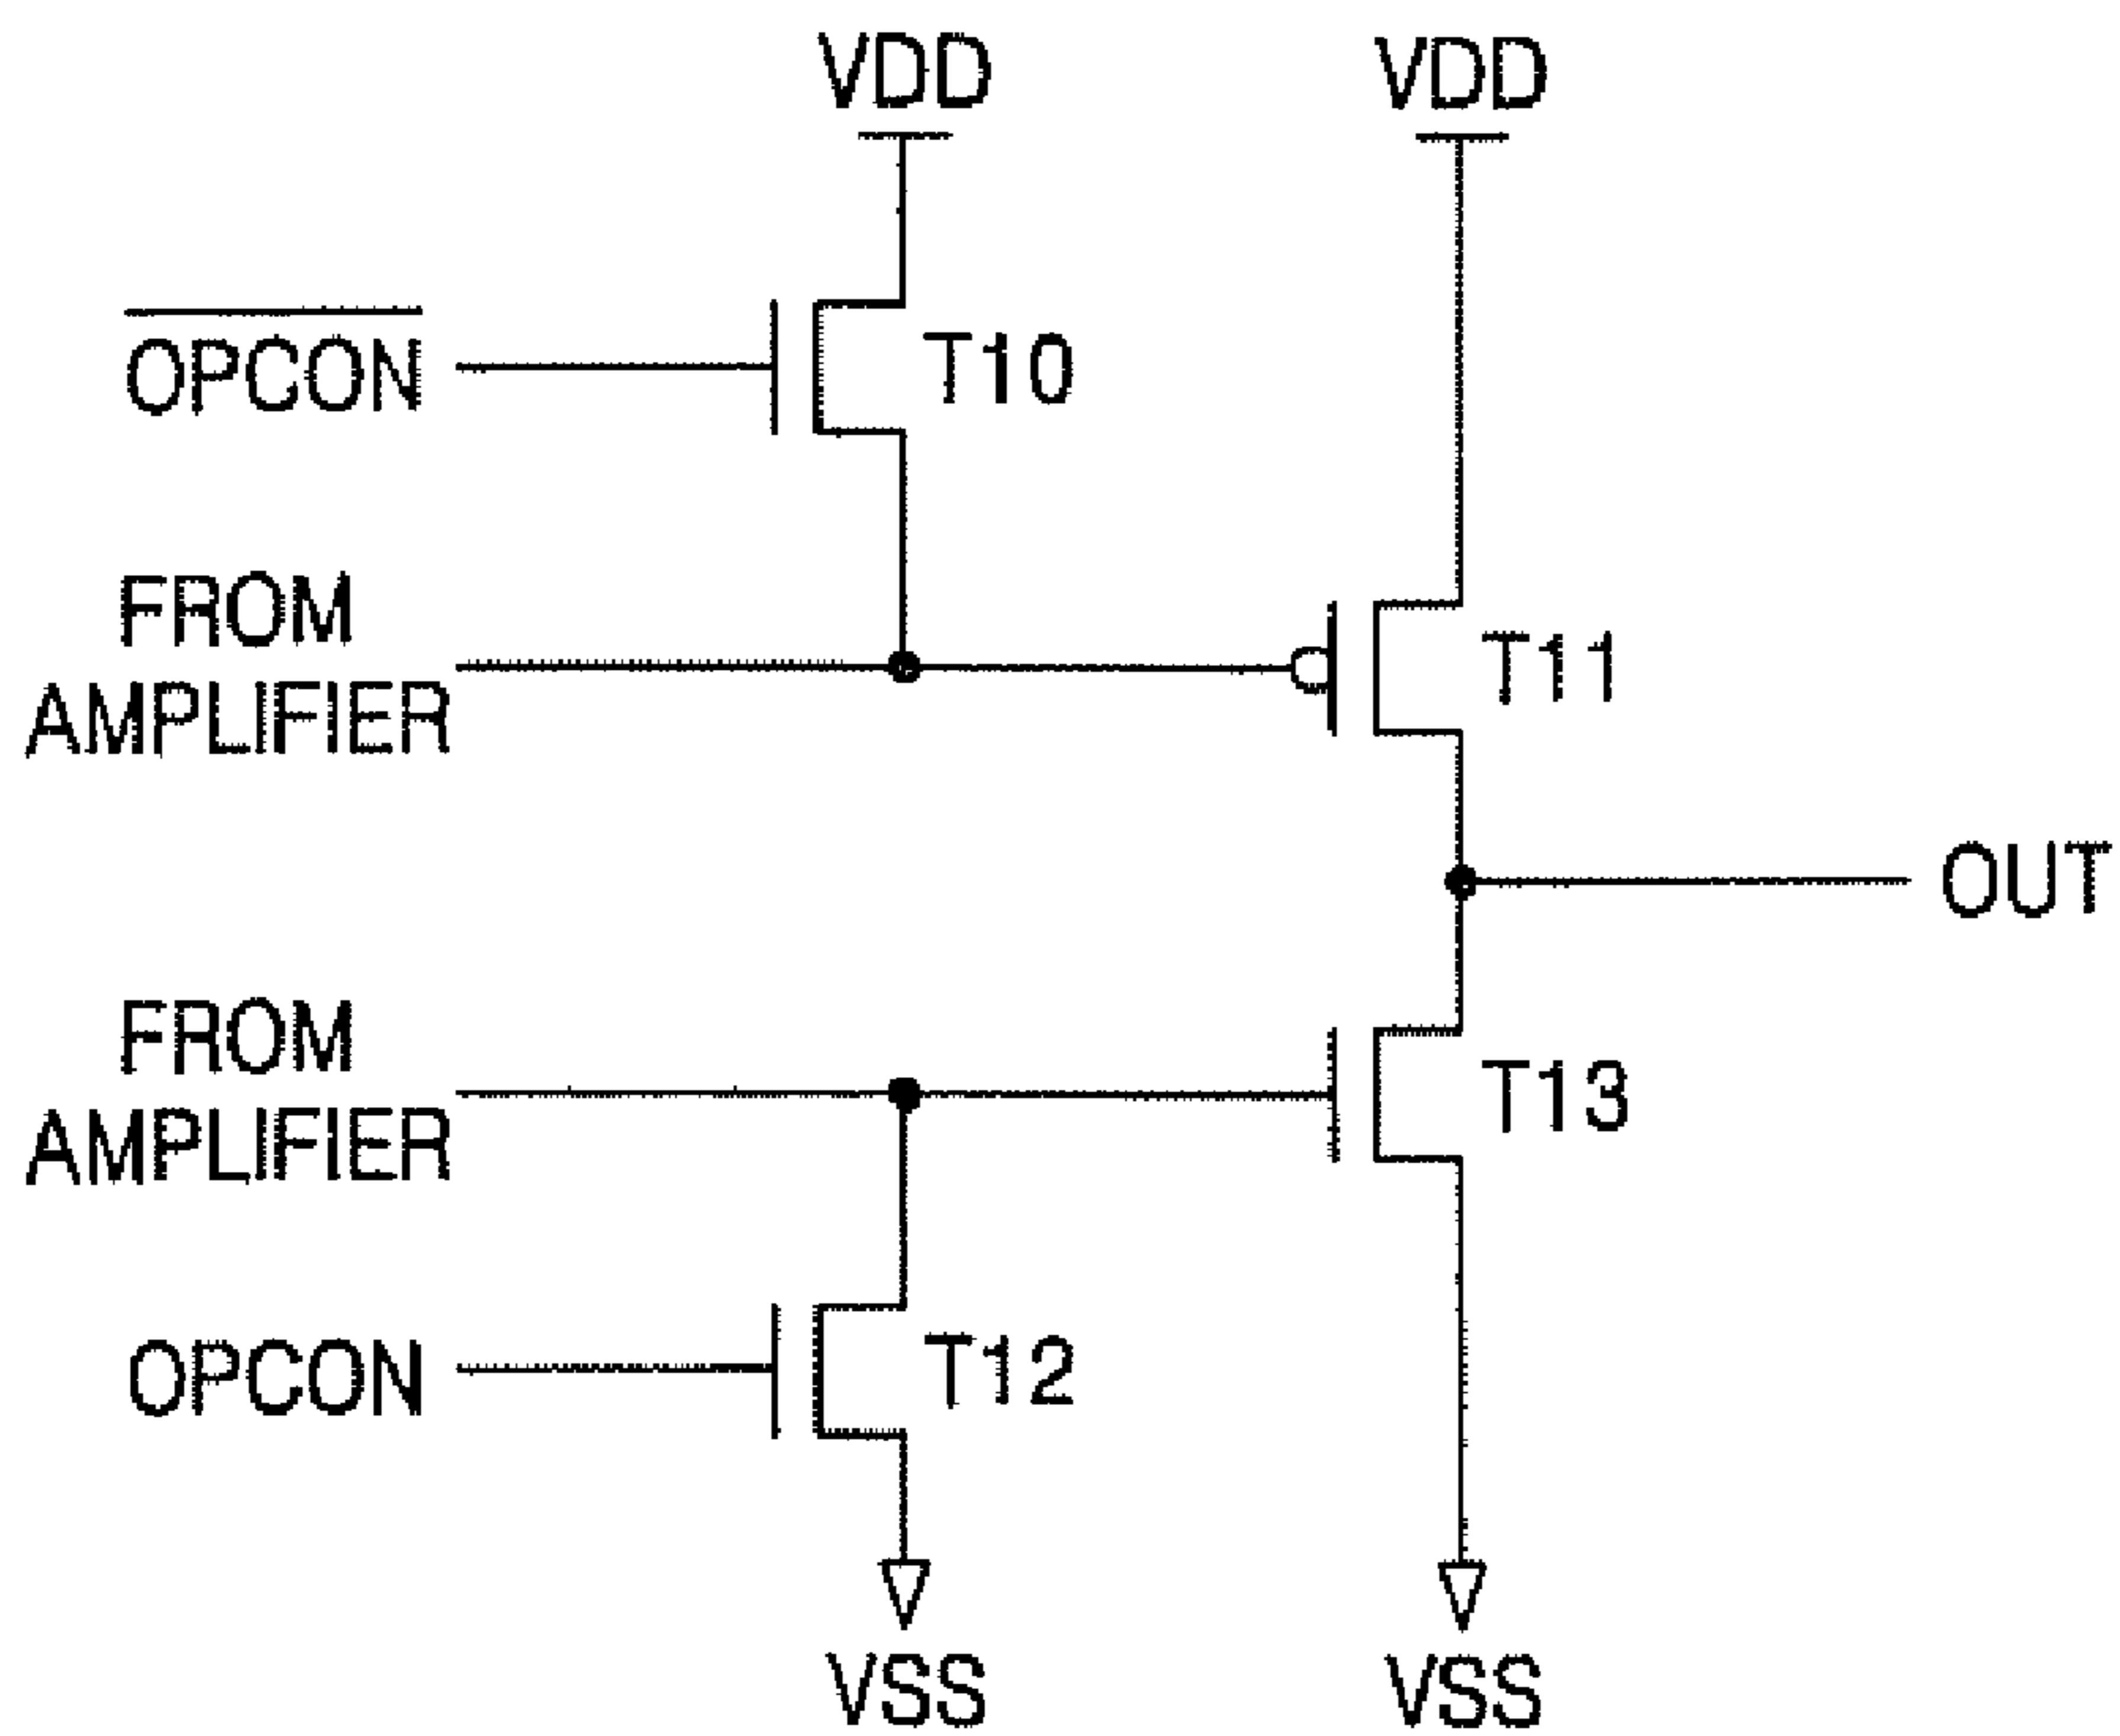 VDD
VDD
OPCON
T10
FROM
AMPLIFIER
T11
OUT
FROM
AMPLIFIER
T13
OPCON
T12
VSS
VSS